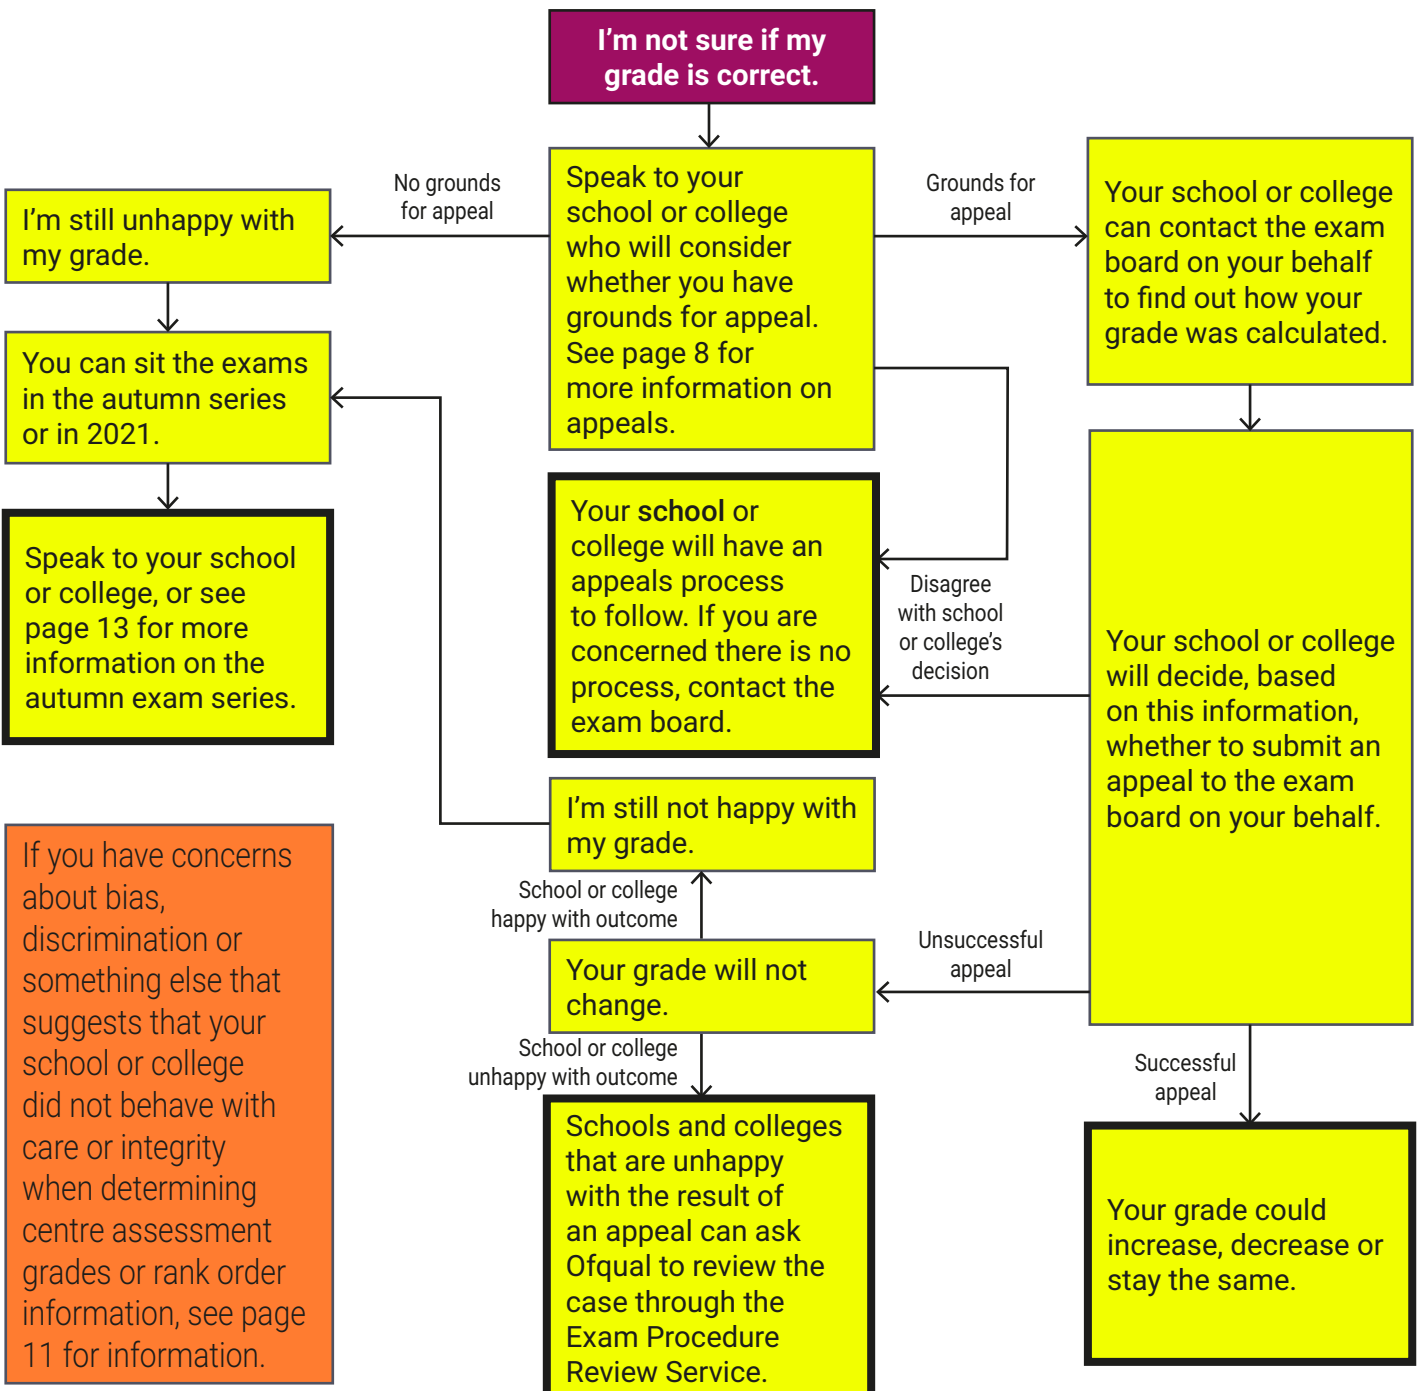 I’m not sure if my
grade is correct.
No grounds
for appeal
Speak to your
school or college
who will consider
whether you have
grounds for appeal.
See page 8 for
more information on
appeals.
Grounds for
appeal
Your school or college
can contact the exam
board on your behalf
to find out how your
grade was calculated.
I’m still unhappy with
my grade.
You can sit the exams
in the autumn series
or in 2021.
Speak to your school
or college, or see
page 13 for more
information on the
autumn exam series.
Your school or
college will have an
appeals process
to follow. If you are
concerned there is no
process, contact the
exam board.
Disagree
with school
or college’s
decision
Your school or college
will decide, based
on this information,
whether to submit an
appeal to the exam
board on your behalf.
I’m still not happy with
my grade.
School or college
happy with outcome
Your grade will not
change.
Unsuccessful
appeal
School or college
unhappy with outcome
Successful
appeal
Schools and colleges
that are unhappy
with the result of
an appeal can ask
Ofqual to review the
case through the
Exam Procedure
Review Service.
Your grade could
increase, decrease or
stay the same.
If you have concerns
about bias,
discrimination or
something else that
suggests that your
school or college
did not behave with
care or integrity
when determining
centre assessment
grades or rank order
information, see page
11 for information.